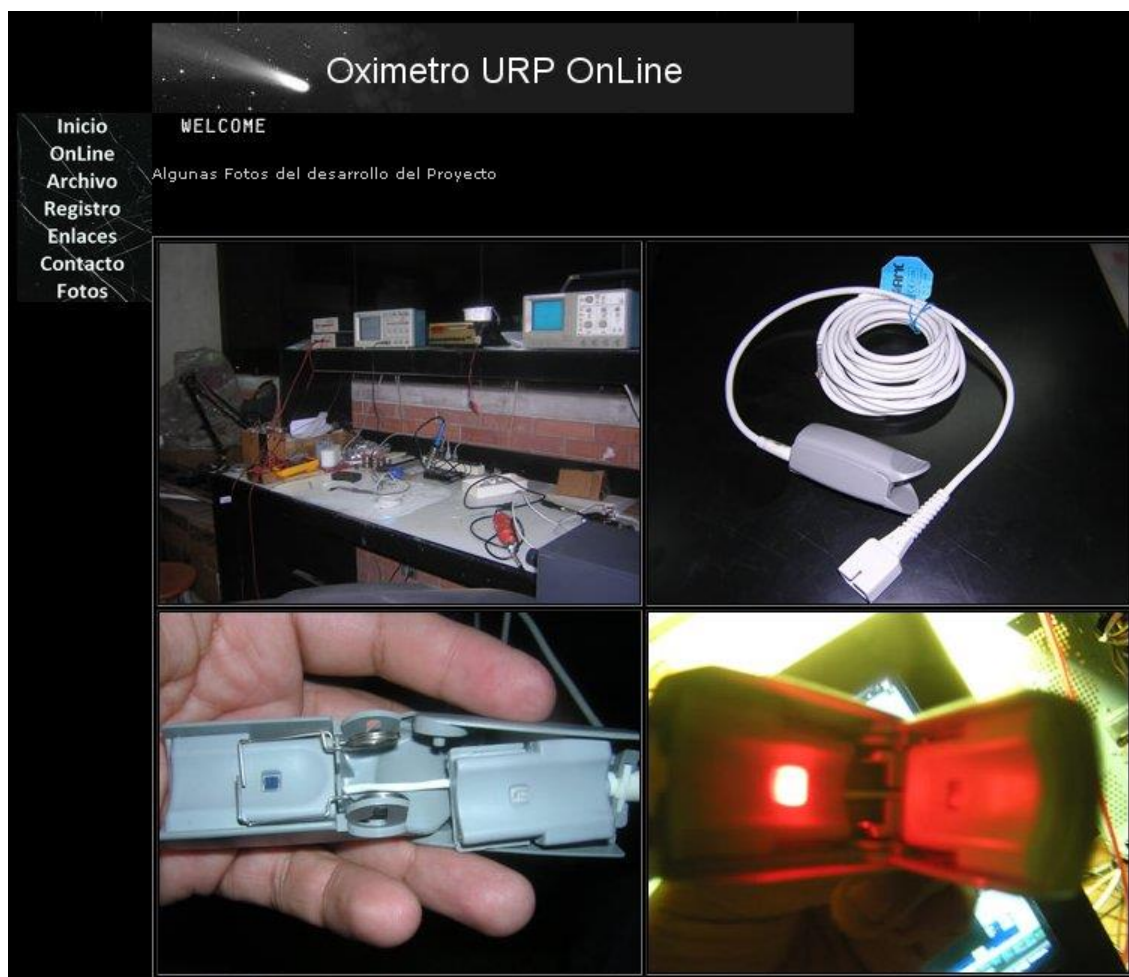 Oximetro URP OnLine
WELCOME
Inicio
OnLine
Archivo
Registro
Enlaces
Contacto
Fotos
Algunas Fotos del desarrollo del Proyecto